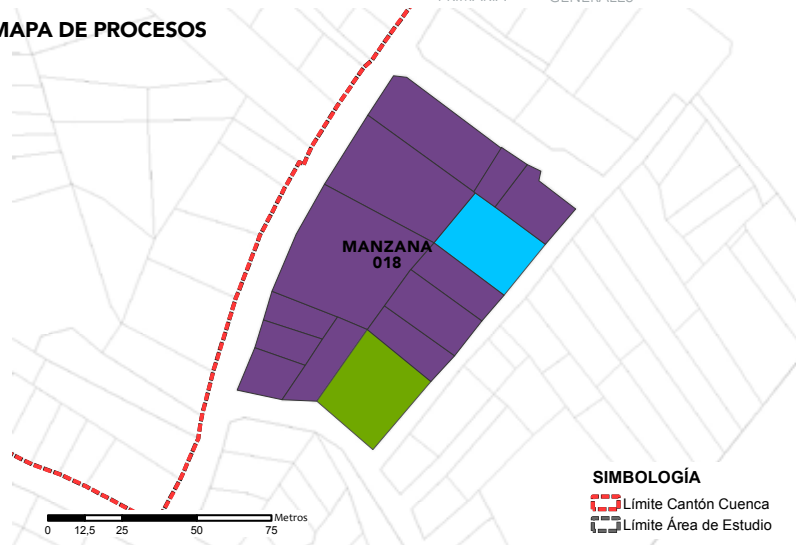 MAPA DE PROCESOS
MANZANA
018
Metros
0 12,5 25 50 75
SIMBOLOGÍA
Límite Cantón Cuenca
Límite Área de Estudio